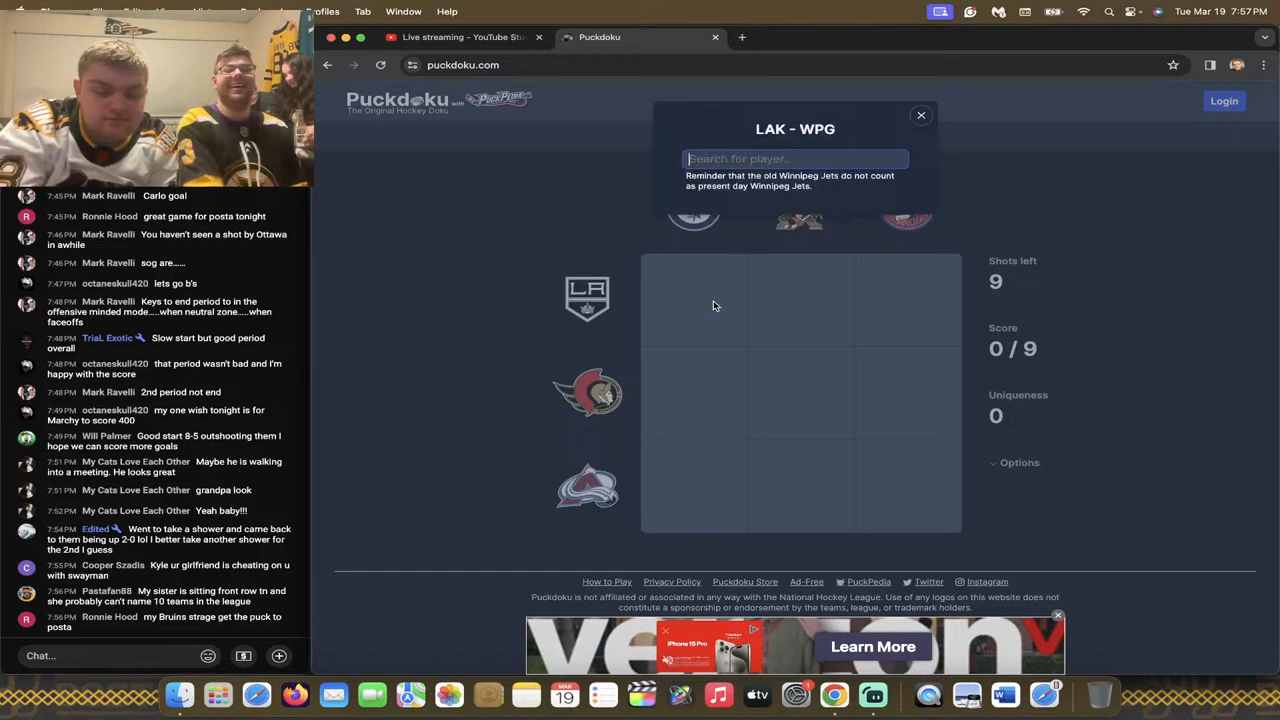 Profiles Tab Window Help Tue Mar 19 7:57 PM
Live streaming - YouTube Stu
Puckdoku
puckdoku.com
Puckdoku with PUCKPEDIA
The Original Hockey Doku
Login
LAK - WPG
Search for player..
Reminder that the old Winnipeg Jets do not count
as present day Winnipeg Jets.
LA
Shots left
9
Score
0 / 9
Uniqueness
0
Options
7:45 PM Mark Ravelli Carlo goal
7:45 PM Ronnie Hood great game for posta tonight
7:46 PM Mark Ravelli You haven't seen a shot by Ottawa
in awhile
7:46 PM Mark Ravelli sog are......
7:47 PM octaneskull420 lets go b's
7:48 PM Mark Ravelli Keys to end period to in the
offensive minded mode.....when neutral zone.....when
faceoffs
7:48 PM TriaL Exotic Slow start but good period
overall
7:48 PM octaneskull420 that period wasn't bad and I'm
happy with the score
7:48 PM Mark Ravelli 2nd period not end
7:49 PM octaneskull420 my one wish tonight is for
Marchy to score 400
7:49 PM Will Palmer Good start 8-5 outshooting them I
hope we can score more goals
7:51 PM My Cats Love Each Other Maybe he is walking
into a meeting. He looks great
7:51 PM My Cats Love Each Other grandpa look
7:52 PM My Cats Love Each Other Yeah baby!!!
7:54 PM Edited Went to take a shower and came back
to them being up 2-0 lol I better take another shower for
the 2nd I guess
7:55 PM Cooper Szadis Kyle ur girlfriend is cheating on u
with swayman
7:56 PM Pastafan88 My sister is sitting front row tn and
she probably can't name 10 teams in the league
7:56 PM Ronnie Hood my Bruins strage get the puck to
posta
Chat...
How to Play Privacy Policy Puckdoku Store Ad-Free PuckPedia Twitter Instagram
Puckdoku is not affiliated or associated in any way with the National Hockey League. Use of any logos on this website does not
constitute a sponsorship or endorsement by the teams, league, or trademark holders.
iPhone 15 Pro
Learn More
MAR
19
tv
1